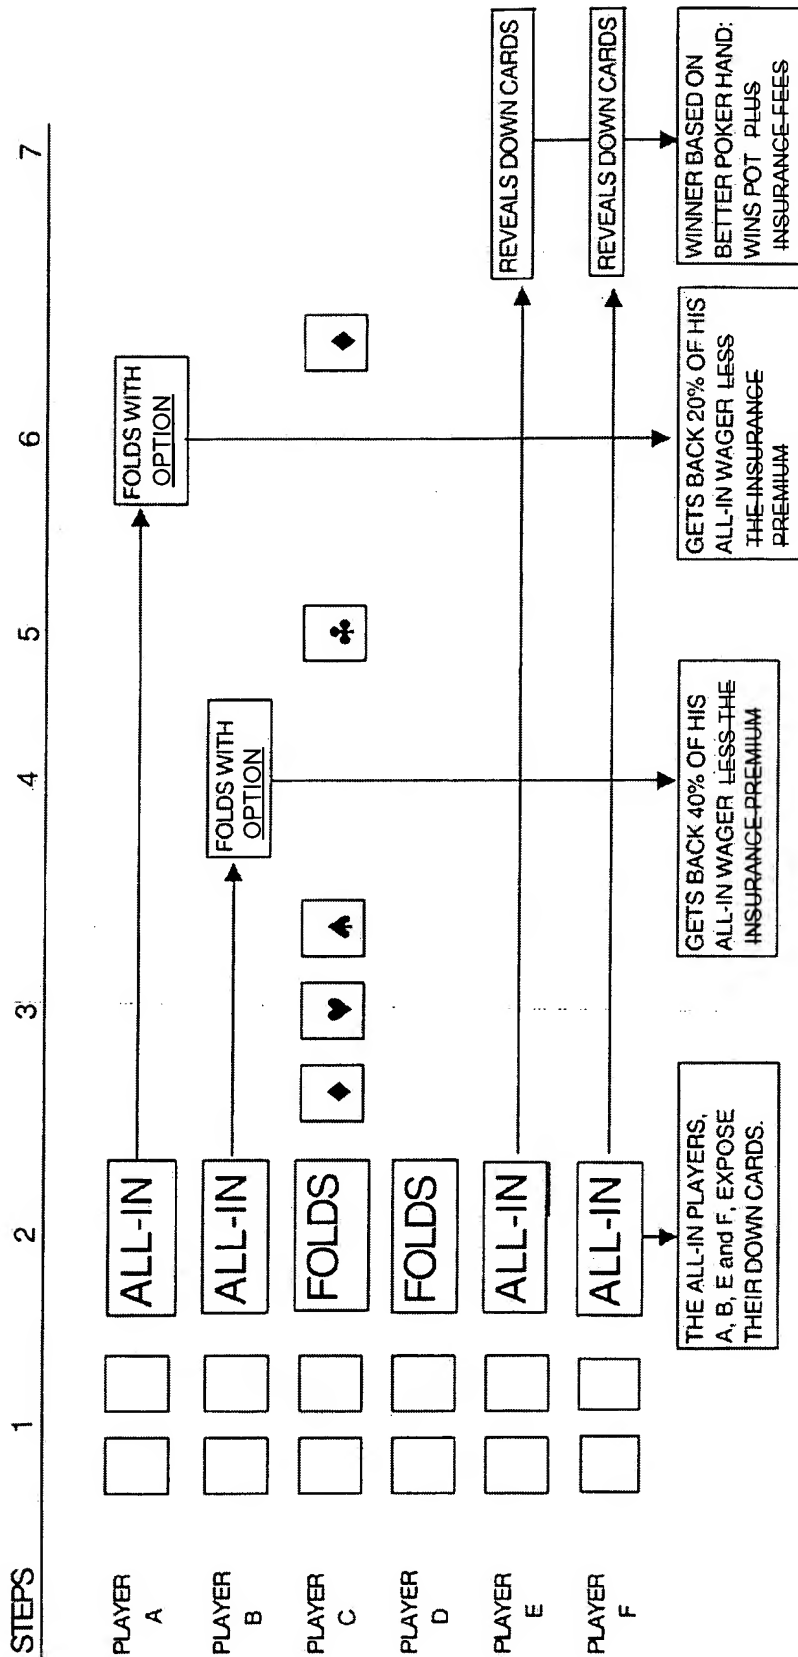 STEPS 1 2 3 4 5 6 7
PLAYER
A
ALL-IN
FOLDS WITH
OPTION
PLAYER
B
ALL-IN
FOLDS WITH
OPTION
PLAYER
C
FOLDS
PLAYER
D
FOLDS
PLAYER
E
ALL-IN
REVEALS DOWN CARDS
PLAYER
F
ALL-IN
REVEALS DOWN CARDS
THE ALL-IN PLAYERS,
A, B, E and F, EXPOSE
THEIR DOWN CARDS.
GETS BACK 40% OF HIS
ALL-IN WAGER LESS THE
INSURANCE PREMIUM
GETS BACK 20% OF HIS
ALL-IN WAGER LESS
THE INSURANCE
PREMIUM
WINNER BASED ON
BETTER POKER HAND:
WINS POT PLUS
INSURANCE FEES